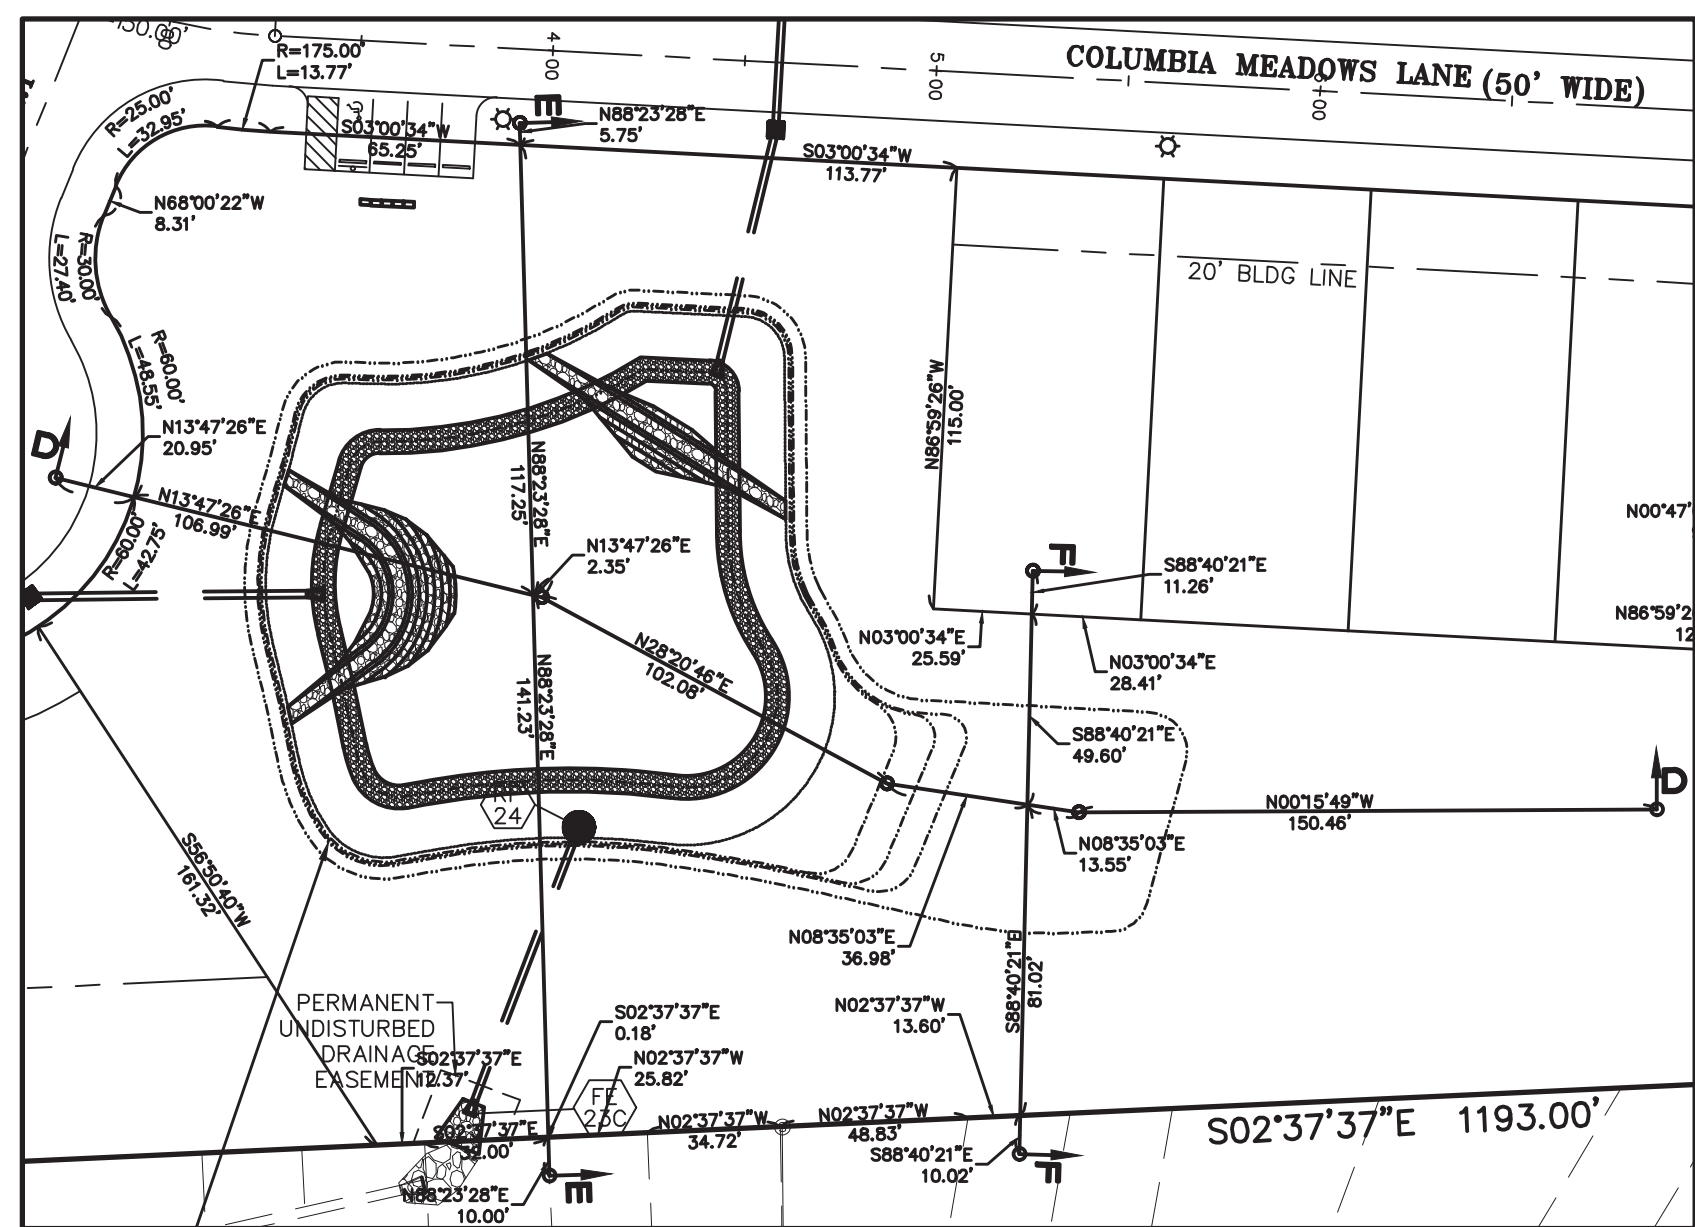 R=175.00'
L=13.77'
4+00
5+00
COLUMBIA MEADOWS LANE (50' WIDE)
R=25.00'
L=32.95'
S03°00'34"W
65.25'
E
N88°23'28"E
5.75'
S03°00'34"W
113.77'
N68°00'22"W
8.31'
R=30.00'
L=27.40'
20' BLDG LINE
R=60.00'
L=48.55'
N86°59'26"W
115.00'
D
N13°47'26"E
20.95'
N13°47'26"E
106.99'
N88°23'28"E
117.25'
R=60.00'
L=42.75'
N13°47'26"E
2.35'
F
S88°40'21"E
11.26'
N00°47'
N86°59'2
12
N03°00'34"E
25.59'
N03°00'34"E
28.41'
N28°20'46"E
102.08'
N88°23'28"E
141.23'
S88°40'21"E
49.60'
D
N00°15'49"W
150.46'
24
N08°35'03"E
13.55'
S56°50'40"W
161.32'
N08°35'03"E
36.98'
S88°40'21"E
81.02'
PERMANENT
UNDISTURBED
DRAINAGE
EASEMENT
S02°37'37"E
12.37'
S02°37'37"E
0.18'
N02°37'37"W
25.82'
N02°37'37"W
13.60'
FE
23C
N02°37'37"W
34.72'
N02°37'37"W
48.83'
S02°37'37"E 1193.00'
S88°40'21"E
10.02'
N88°23'28"E
10.00'
E
F